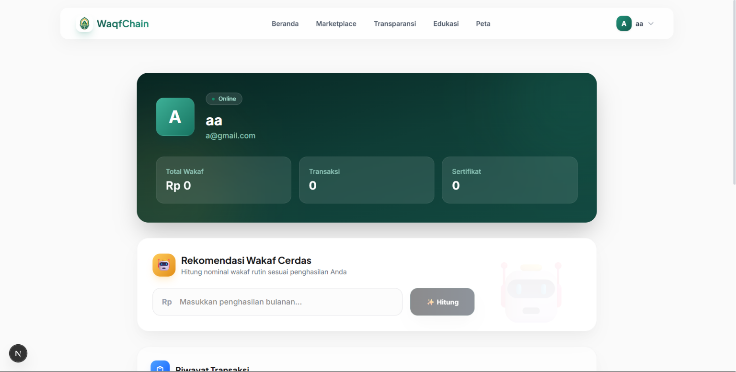 WaqfChain
Beranda Marketplace Transparansi Edukasi Peta
A aa
A
Online
aa
a@gmail.com
Total Wakaf
Rp 0
Transaksi
0
Sertifikat
0
Rekomendasi Wakaf Cerdas
Hitung nominal wakaf rutin sesuai penghasilan Anda
Rp Masukkan penghasilan bulanan...
✨ Hitung
N
Riwayat Transaksi